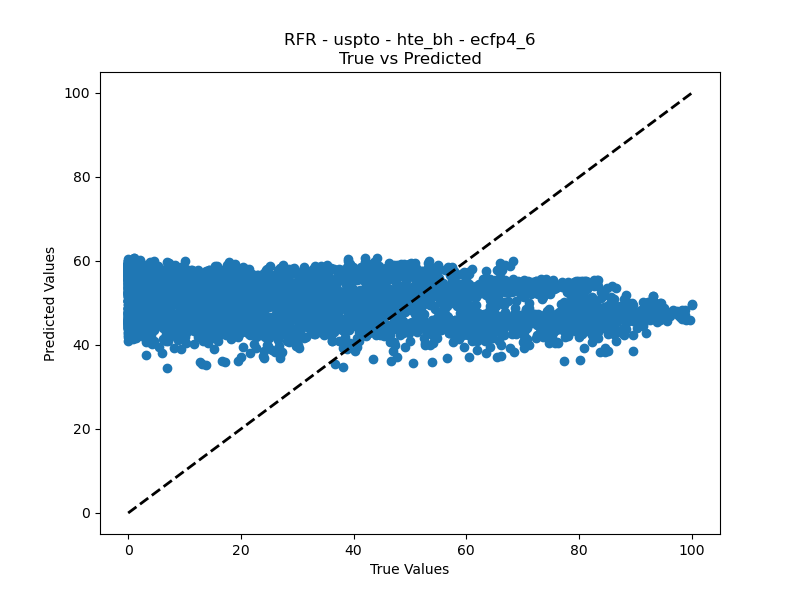 RFR - uspto - hte_bh - ecfp4_6
True vs Predicted
100
80
60
40
20
0
Predicted Values
0 20 40 60 80 100
True Values